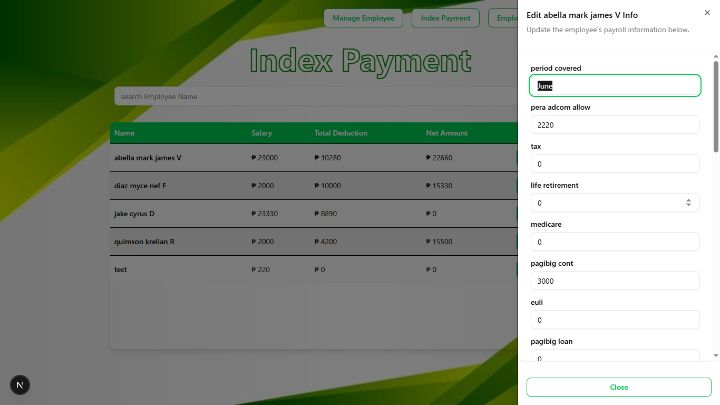 Manage Employee
Index Payment
Emplo
Index Payment
search Employee Name
Name Salary Total Deduction Net Amount
abella mark james V ₱ 23000 ₱ 10280 ₱ 22660
diaz myce nef F ₱ 2000 ₱ 10000 ₱ 15330
jake cyrus D ₱ 23330 ₱ 8890 ₱ 0
quimson krelian R ₱ 2000 ₱ 4200 ₱ 15500
test ₱ 220 ₱ 0 ₱ 0
N
Edit abella mark james V Info
Update the employee's payroll information below.
period covered
June
pera adcom allow
2220
tax
0
life retirement
0
medicare
0
pagibig cont
3000
euli
0
pagibig loan
0
Close